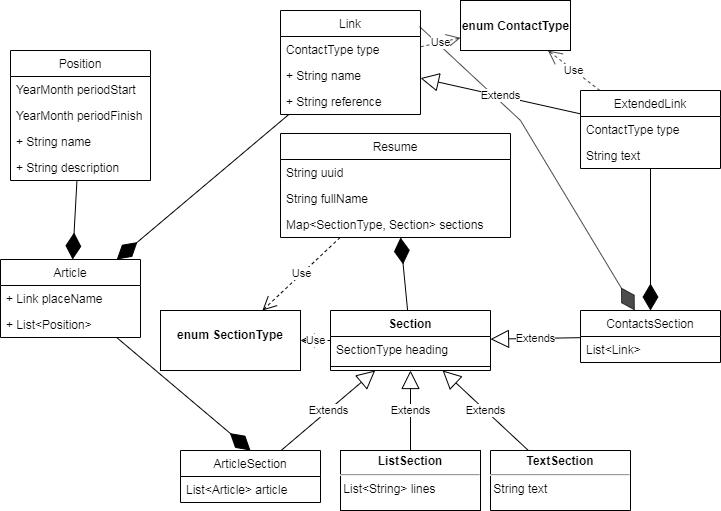 Link
ContactType type
+ String name
+ String reference
enum ContactType
Use
Position
YearMonth periodStart
YearMonth periodFinish
+ String name
+ String description
Use
Extends
ExtendedLink
ContactType type
String text
Resume
String uuid
String fullName
Map<SectionType, Section> sections
Use
Article
+ Link placeName
+ List<Position>
enum SectionType
Use
Section
SectionType heading
Extends
ContactsSection
List<Link>
Extends
Extends
Extends
ArticleSection
List<Article> article
ListSection
List<String> lines
TextSection
String text